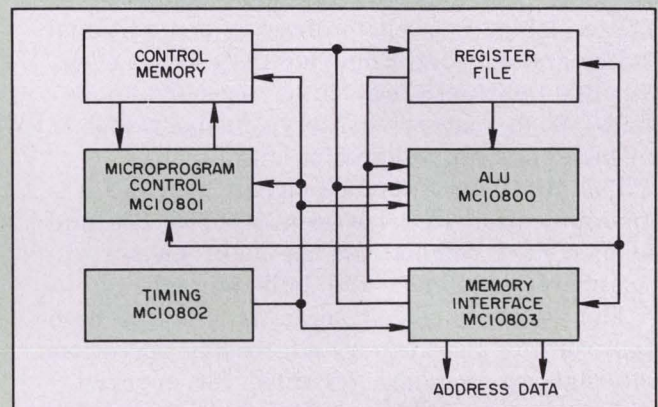 CONTROL
MEMORY
REGISTER
FILE
MICROPROGRAM
CONTROL
MC10801
ALU
MC10800
TIMING
MC10802
MEMORY
INTERFACE
MC10803
ADDRESS DATA